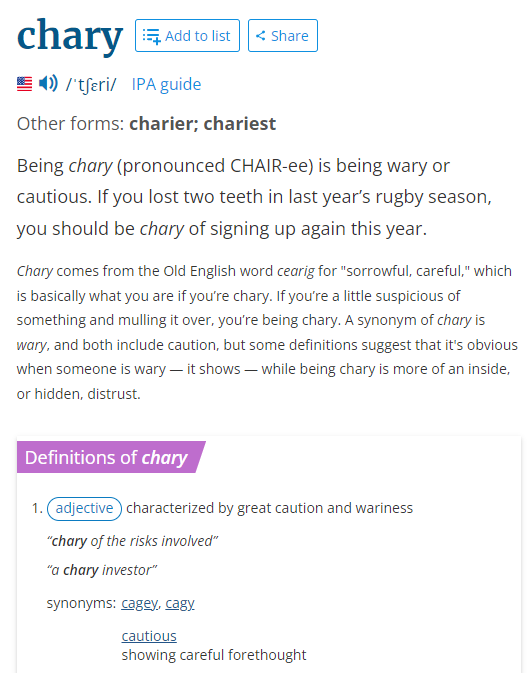 chary Add to list Share
/ˈtʃɛri/ IPA guide
Other forms: charier; chariest
Being chary (pronounced CHAIR-ee) is being wary or
cautious. If you lost two teeth in last year’s rugby season,
you should be chary of signing up again this year.
Chary comes from the Old English word cearig for "sorrowful, careful," which
is basically what you are if you’re chary. If you’re a little suspicious of
something and mulling it over, you’re being chary. A synonym of chary is
wary, and both include caution, but some definitions suggest that it's obvious
when someone is wary — it shows — while being chary is more of an inside,
or hidden, distrust.
Definitions of chary
1. adjective characterized by great caution and wariness
“chary of the risks involved”
“a chary investor”
synonyms: cagey, cagy
cautious
showing careful forethought